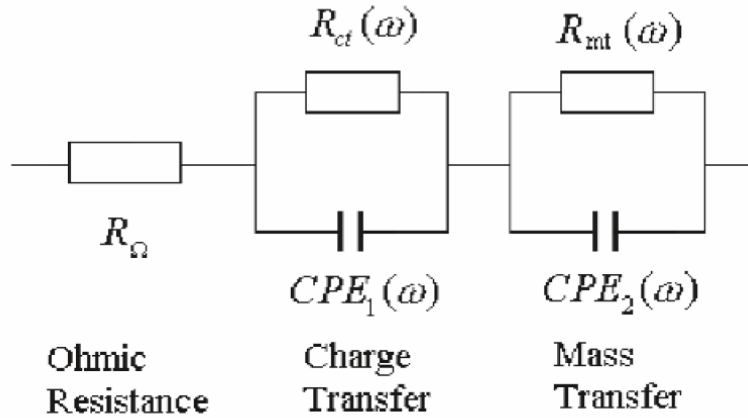 R_ct(ω)
R_mt(ω)
R_Ω
CPE_1(ω)
CPE_2(ω)
Ohmic
Resistance
Charge
Transfer
Mass
Transfer